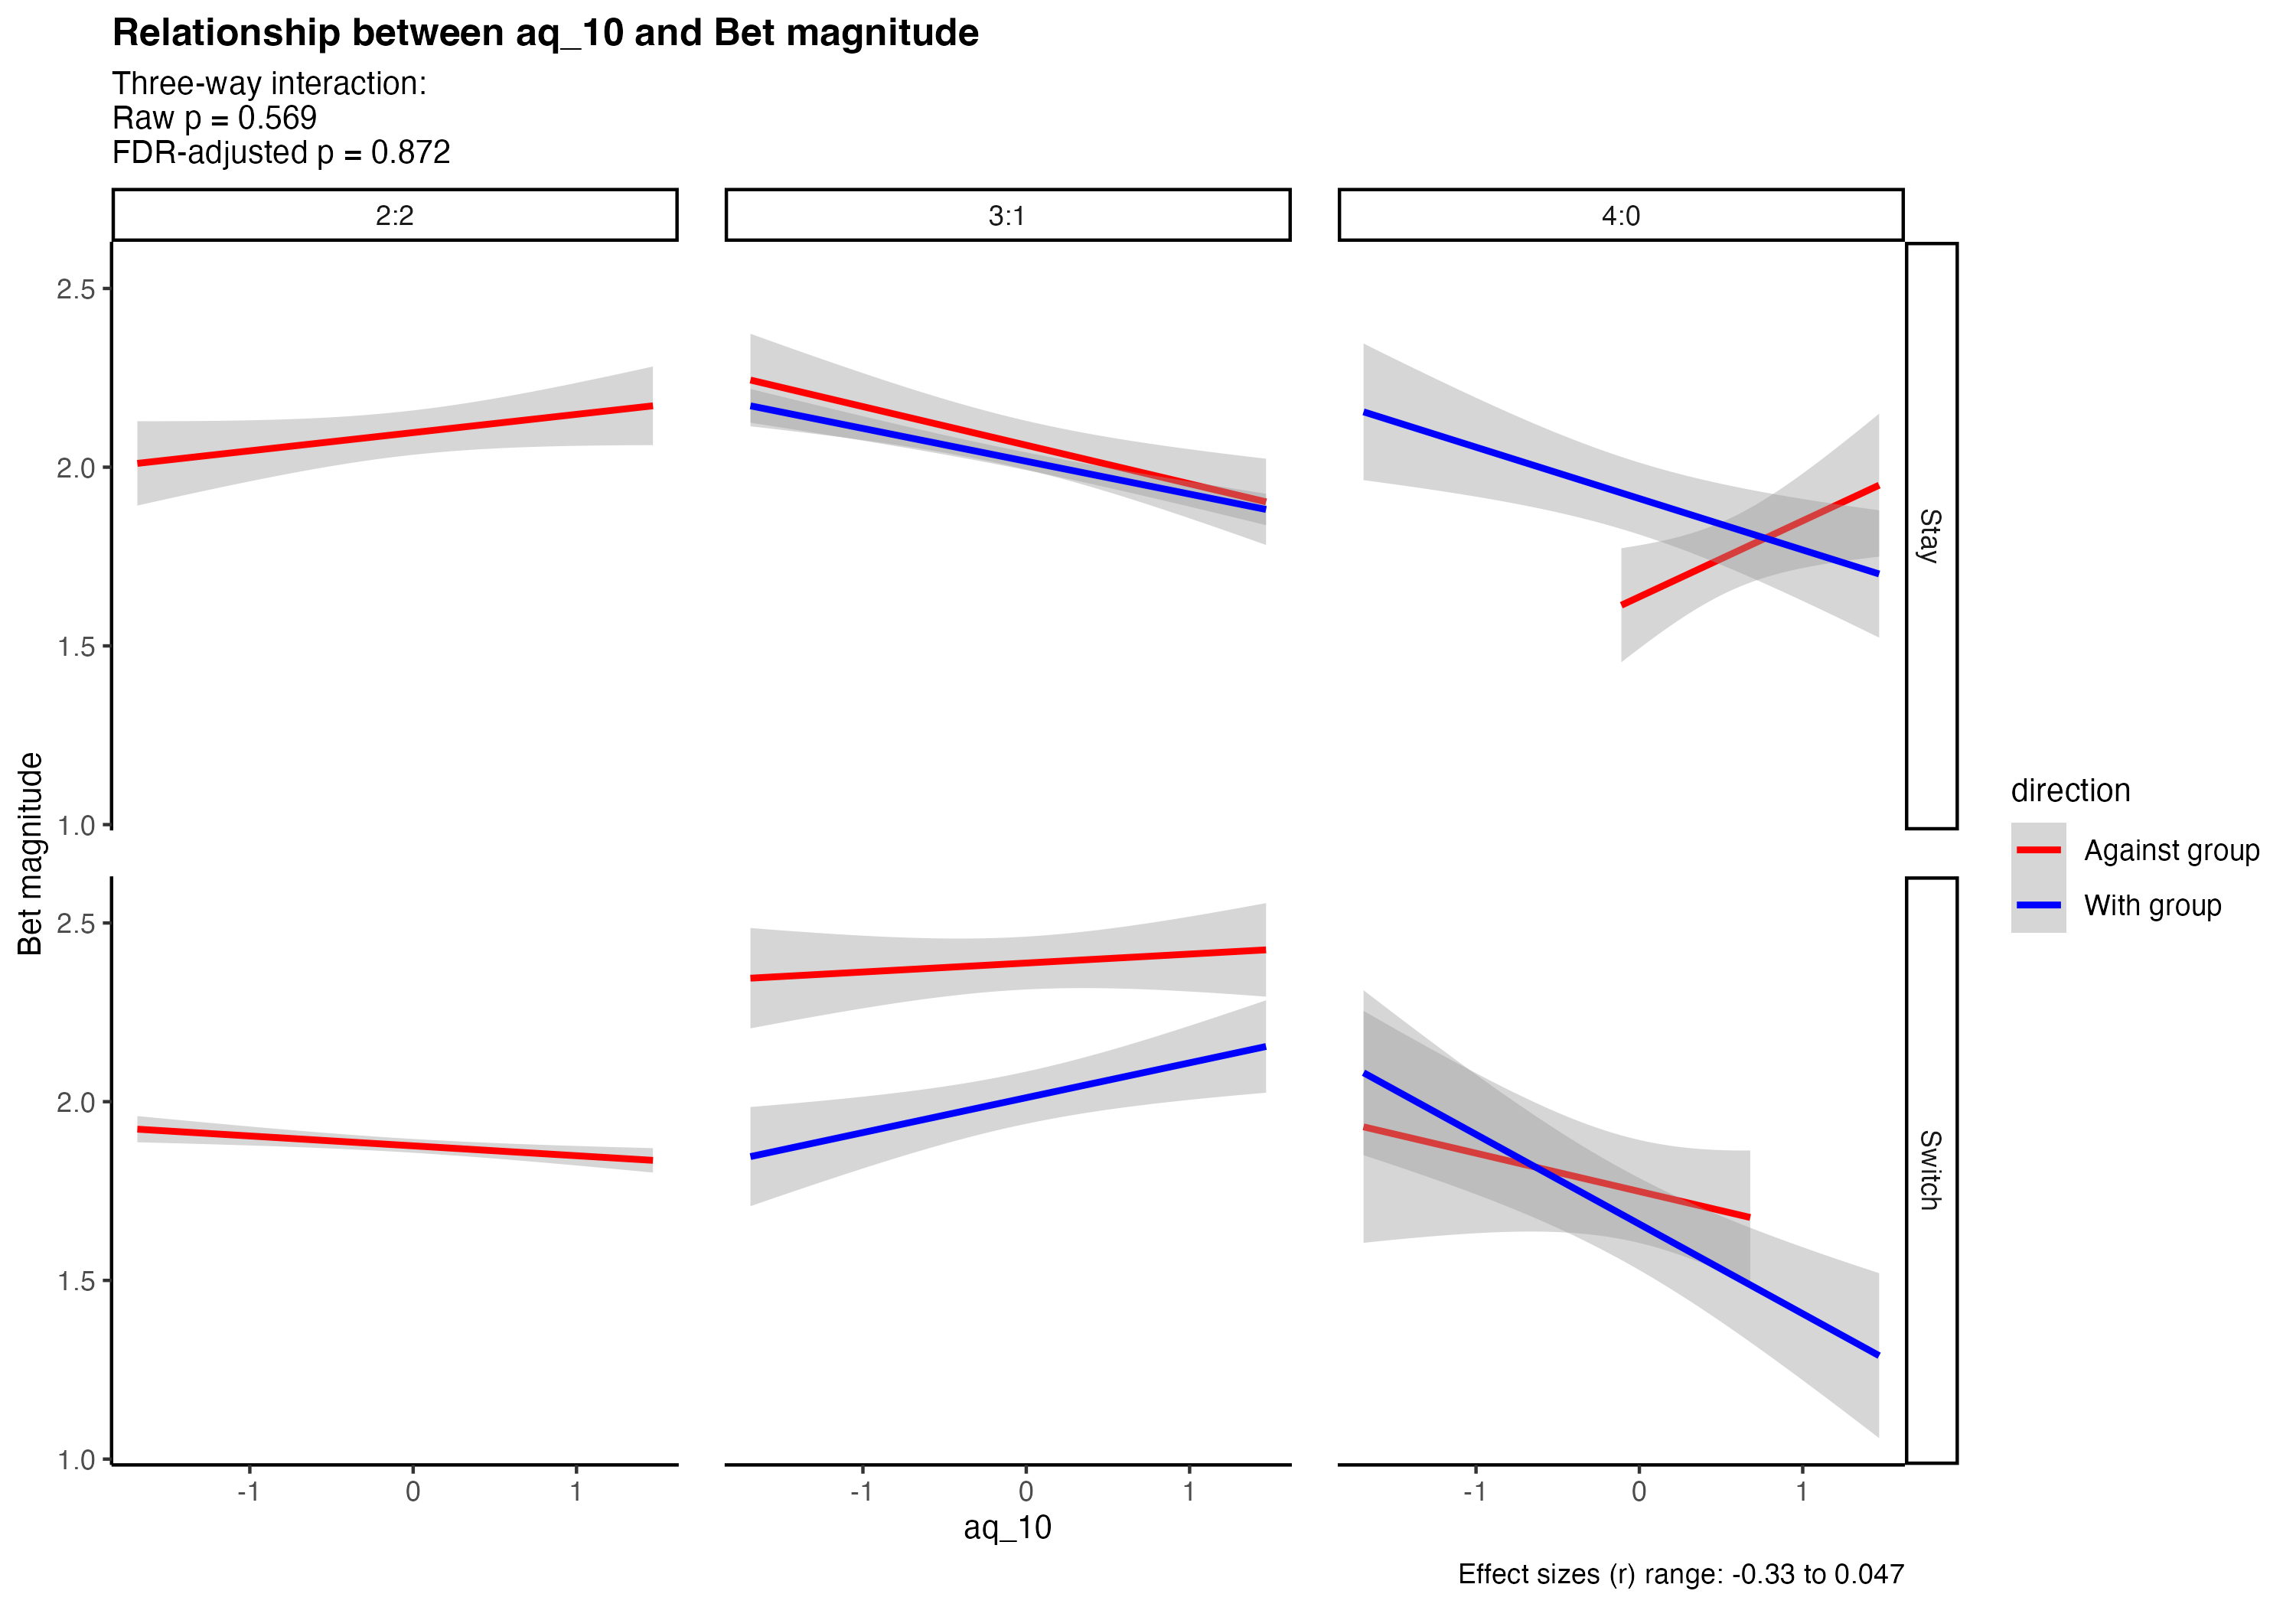 Relationship between aq_10 and Bet magnitude
Three-way interaction:
Raw p = 0.569
FDR-adjusted p = 0.872
2:2
3:1
4:0
2.5
2.0
1.5
1.0
Stay
Bet magnitude
2.5
2.0
1.5
1.0
Switch
direction
Against group
With group
-1
0
1
-1
0
1
-1
0
1
aq_10
Effect sizes (r) range: -0.33 to 0.047